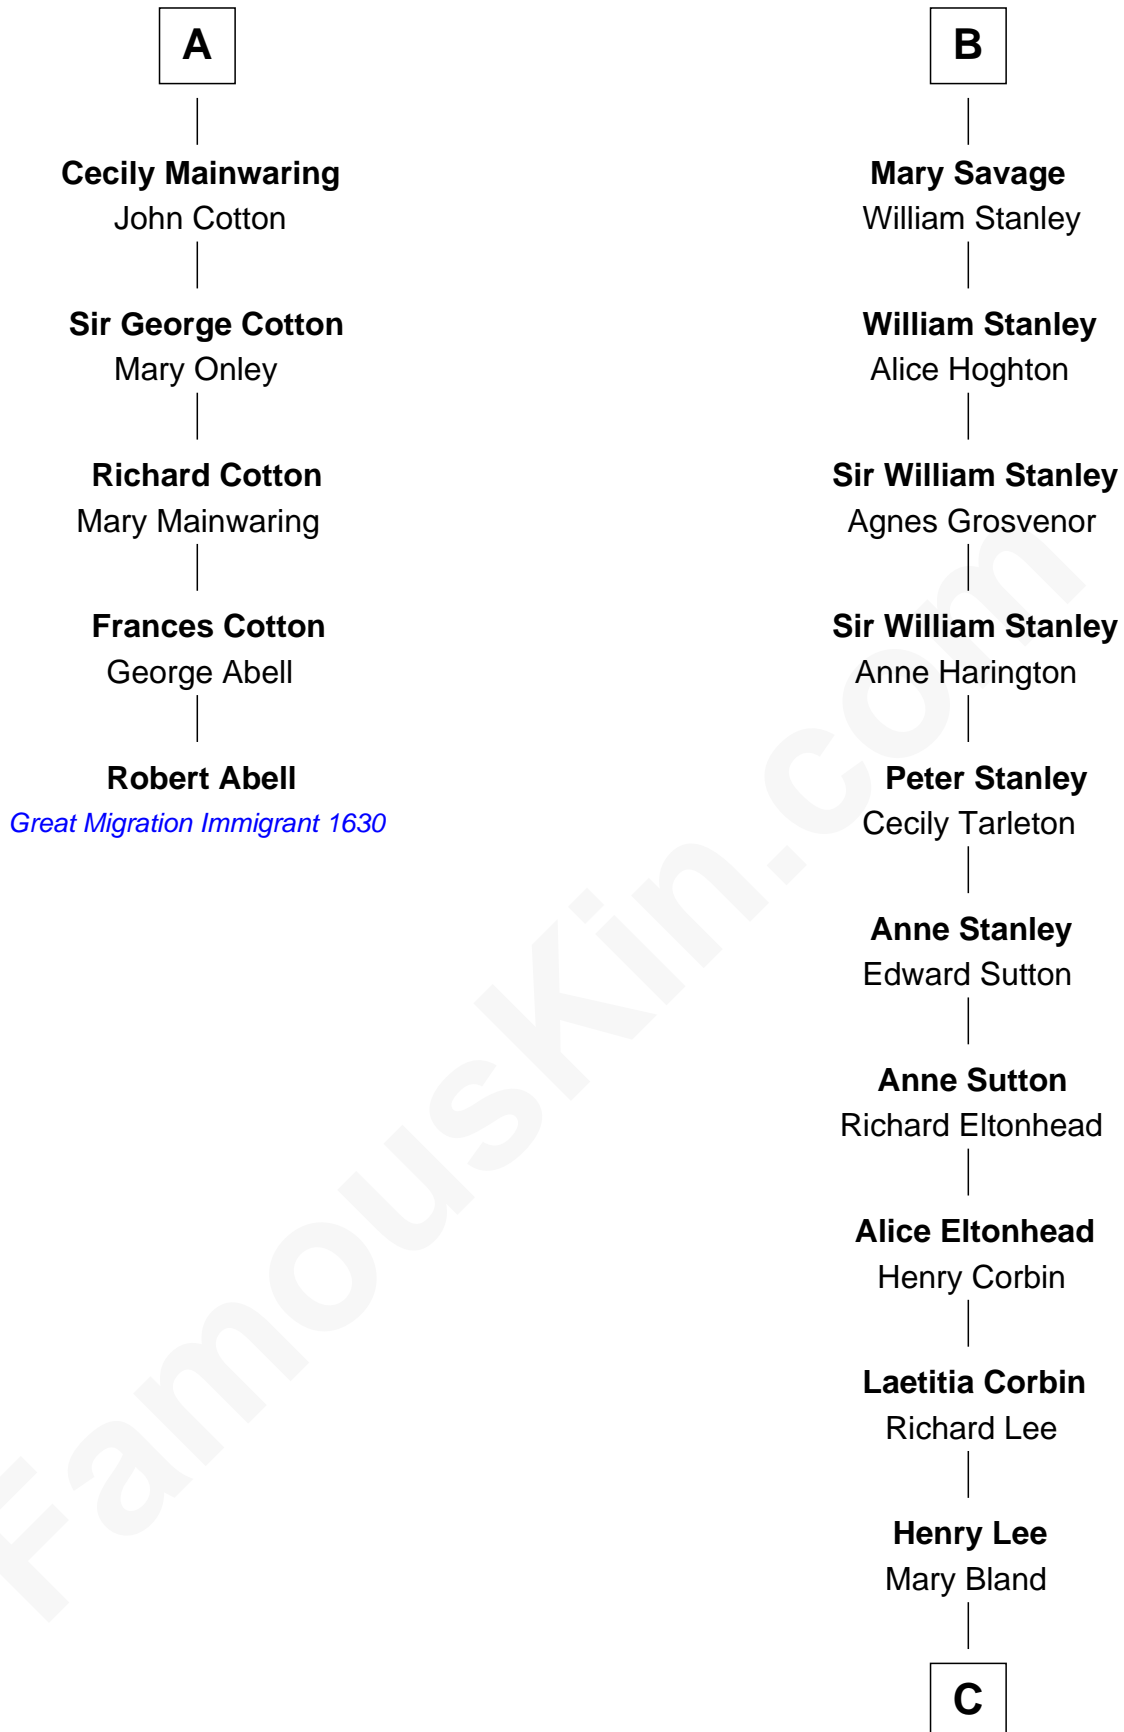 A
Cecily Mainwaring
John Cotton
Sir George Cotton
Mary Onley
Richard Cotton
Mary Mainwaring
Frances Cotton
George Abell
Robert Abell
Great Migration Immigrant 1630
B
Mary Savage
William Stanley
William Stanley
Alice Hoghton
Sir William Stanley
Agnes Grosvenor
Sir William Stanley
Anne Harington
Peter Stanley
Cecily Tarleton
Anne Stanley
Edward Sutton
Anne Sutton
Richard Eltonhead
Alice Eltonhead
Henry Corbin
Laetitia Corbin
Richard Lee
Henry Lee
Mary Bland
C
FamousKin.com